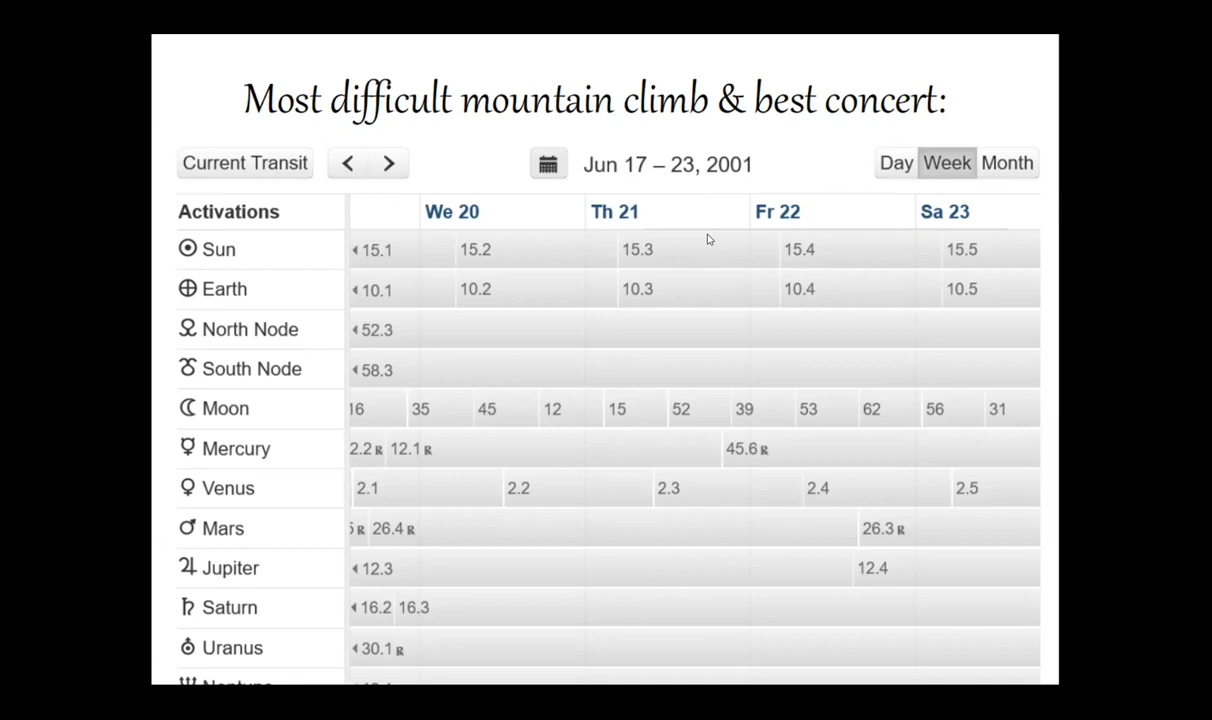 Most difficult mountain climb & best concert:
Current Transit Jun 17 – 23, 2001 Day Week Month
Activations We 20 Th 21 Fr 22 Sa 23
Sun 15.1 15.2 15.3 15.4 15.5
Earth 10.1 10.2 10.3 10.4 10.5
North Node 52.3
South Node 58.3
Moon 16 35 45 12 15 52 39 53 62 56 31
Mercury 2.2 R 12.1 R 45.6 R
Venus 2.1 2.2 2.3 2.4 2.5
Mars R 26.4 R 26.3 R
Jupiter 12.3 12.4
Saturn 16.2 16.3
Uranus 30.1 R